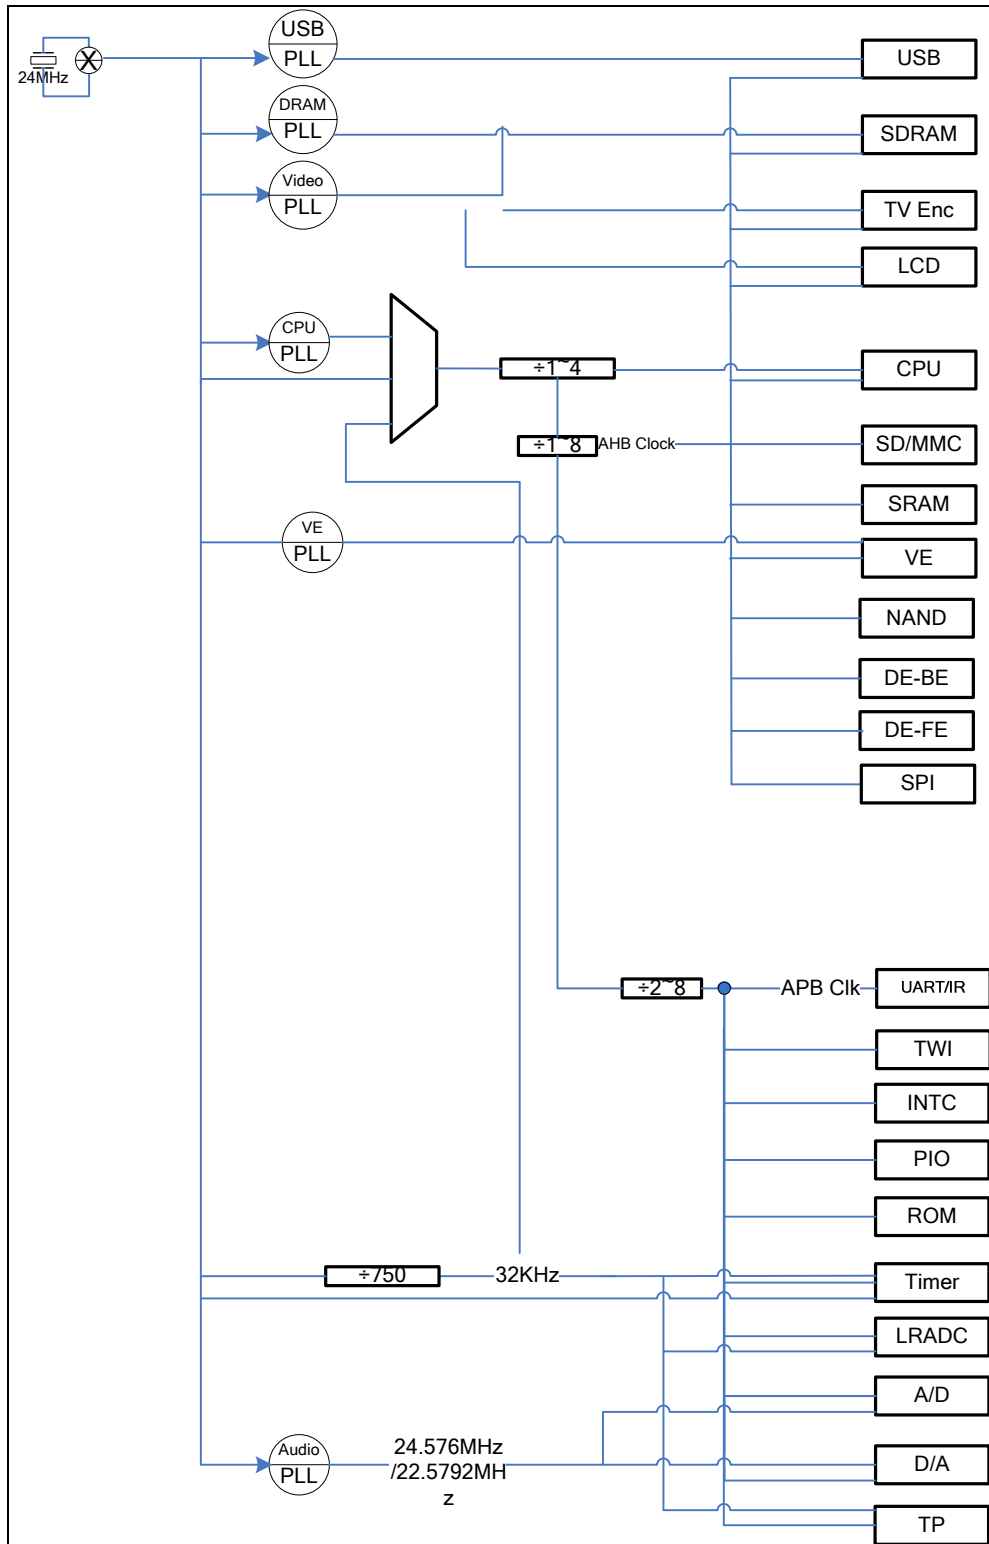 USB
PLL
USB
24MHz
DRAM
PLL
SDRAM
Video
PLL
TV Enc
LCD
CPU
PLL
÷1~4
CPU
÷1~8
AHB Clock
SD/MMC
SRAM
VE
PLL
VE
NAND
DE-BE
DE-FE
SPI
÷2~8
APB Clk
UART/IR
TWI
INTC
PIO
ROM
÷750
32KHz
Timer
LRADC
A/D
Audio
PLL
24.576MHz
/22.5792MH
z
D/A
TP